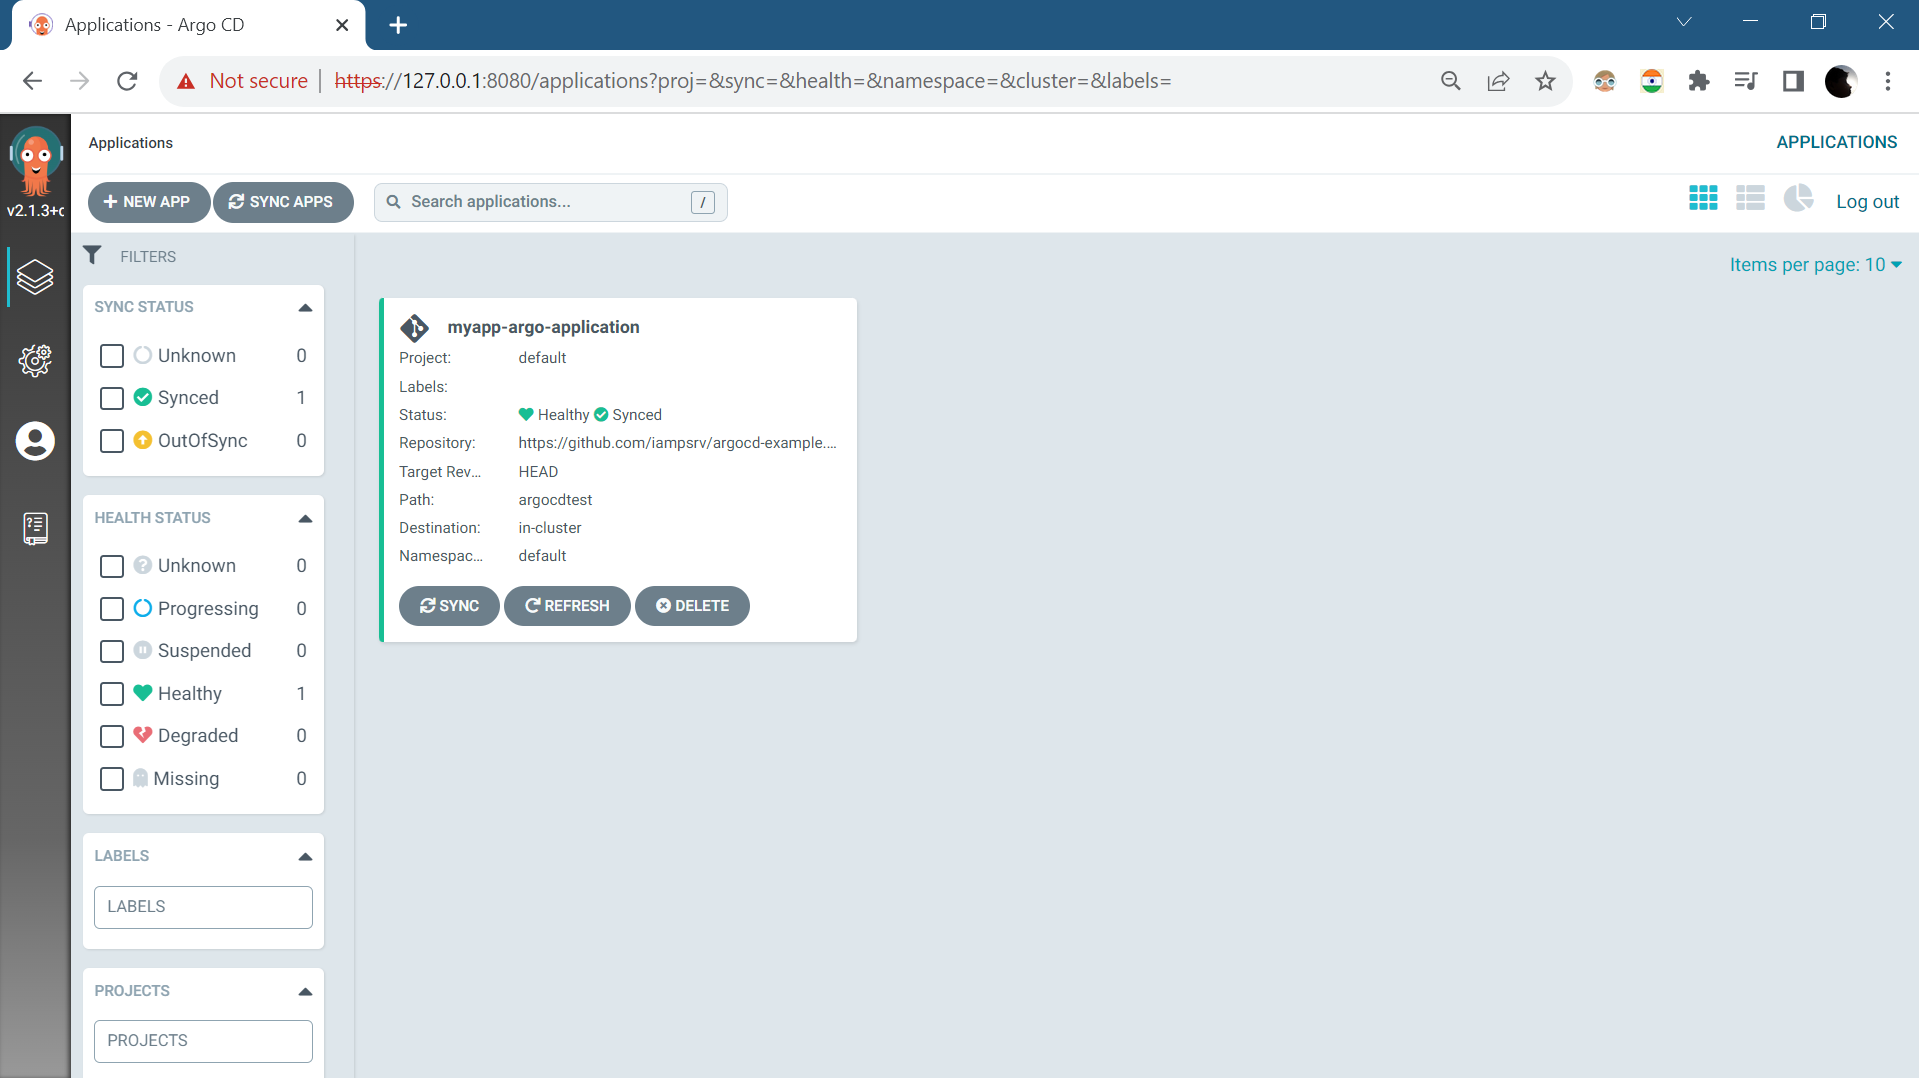 Applications - Argo CD
Not secure https://127.0.0.1:8080/applications?proj=&sync=&health=&namespace=&cluster=&labels=
v2.1.3+c
Applications
APPLICATIONS
NEW APP
SYNC APPS
Search applications...
/
Log out
FILTERS
Items per page: 10
SYNC STATUS
Unknown 0
Synced 1
OutOfSync 0
HEALTH STATUS
Unknown 0
Progressing 0
Suspended 0
Healthy 1
Degraded 0
Missing 0
LABELS
LABELS
PROJECTS
PROJECTS
myapp-argo-application
Project: default
Labels:
Status: Healthy Synced
Repository: https://github.com/iampsrv/argocd-example....
Target Rev... HEAD
Path: argocdtest
Destination: in-cluster
Namespac... default
SYNC
REFRESH
DELETE